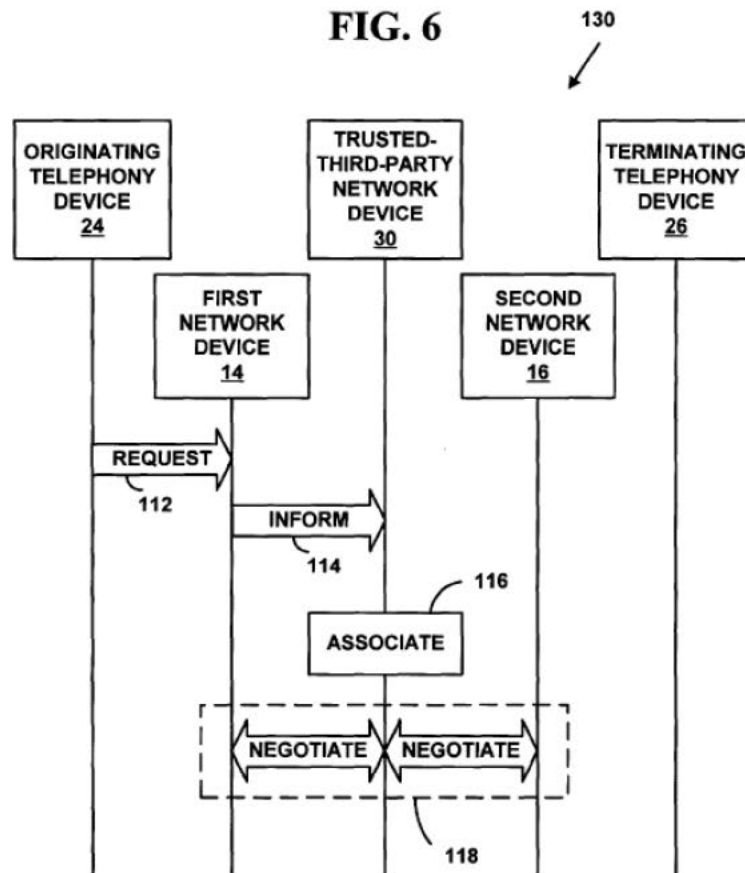 FIG. 6
130
ORIGINATING
TELEPHONY
DEVICE
24
TRUSTED-
THIRD-PARTY
NETWORK
DEVICE
30
TERMINATING
TELEPHONY
DEVICE
26
FIRST
NETWORK
DEVICE
14
SECOND
NETWORK
DEVICE
16
REQUEST
112
INFORM
114
116
ASSOCIATE
NEGOTIATE
NEGOTIATE
118